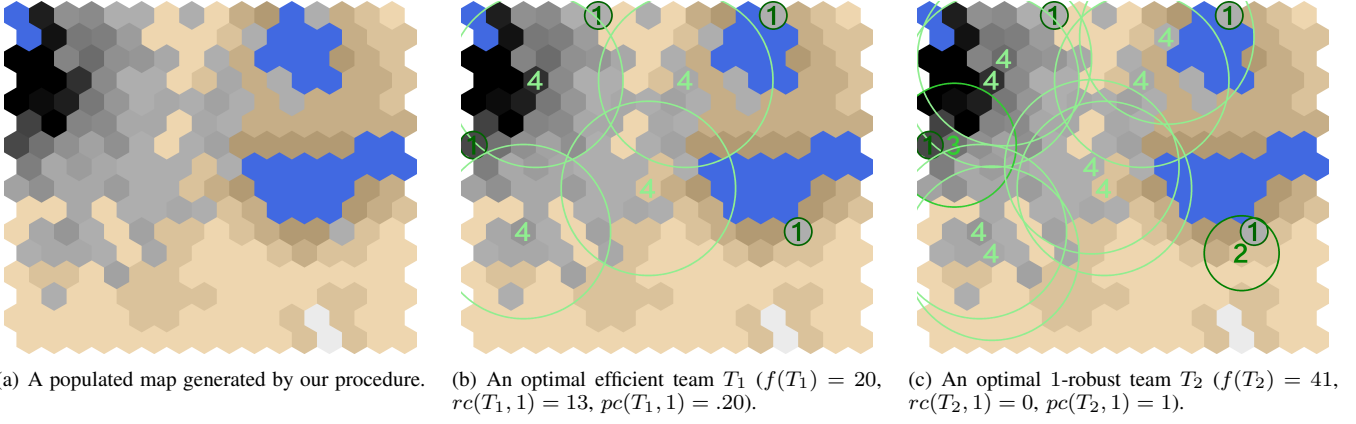 1 1
4 4
1
4
4 1
1 1
4
4
4 4
1 3
4
4
4 1
4 2
a) A populated map generated by our procedure.
(b) An optimal efficient team T₁ (f(T₁) = 20,
rc(T₁, 1) = 13, pc(T₁, 1) = .20).
(c) An optimal 1-robust team T₂ (f(T₂) = 41,
rc(T₂, 1) = 0, pc(T₂, 1) = 1).